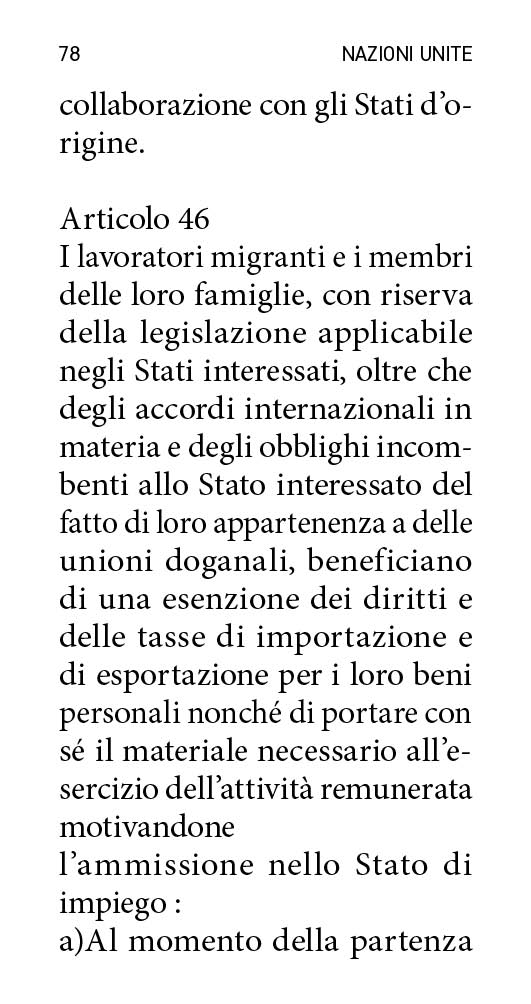 78 NAZIONI UNITE
collaborazione con gli Stati d’o-
rigine.
Articolo 46
I lavoratori migranti e i membri
delle loro famiglie, con riserva
della legislazione applicabile
negli Stati interessati, oltre che
degli accordi internazionali in
materia e degli obblighi incom-
benti allo Stato interessato del
fatto di loro appartenenza a delle
unioni doganali, beneficiano
di una esenzione dei diritti e
delle tasse di importazione e
di esportazione per i loro beni
personali nonché di portare con
sé il materiale necessario all’e-
sercizio dell’attività remunerata
motivandone
l’ammissione nello Stato di
impiego :
a)Al momento della partenza